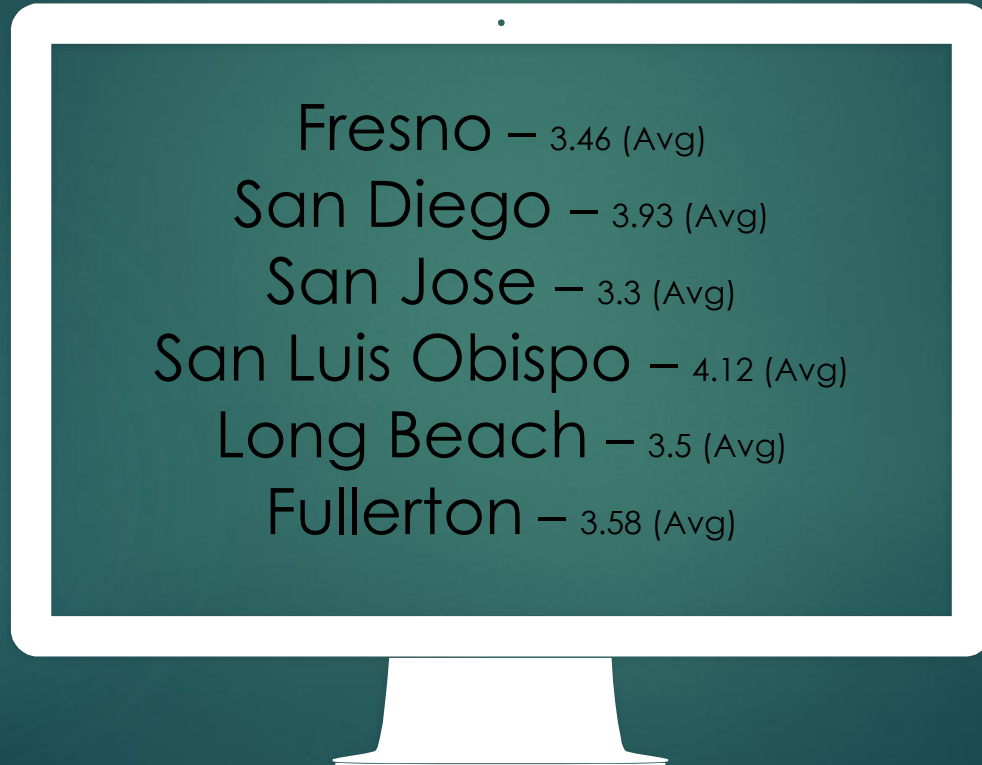 Fresno – 3.46 (Avg)
San Diego – 3.93 (Avg)
San Jose – 3.3 (Avg)
San Luis Obispo – 4.12 (Avg)
Long Beach – 3.5 (Avg)
Fullerton – 3.58 (Avg)